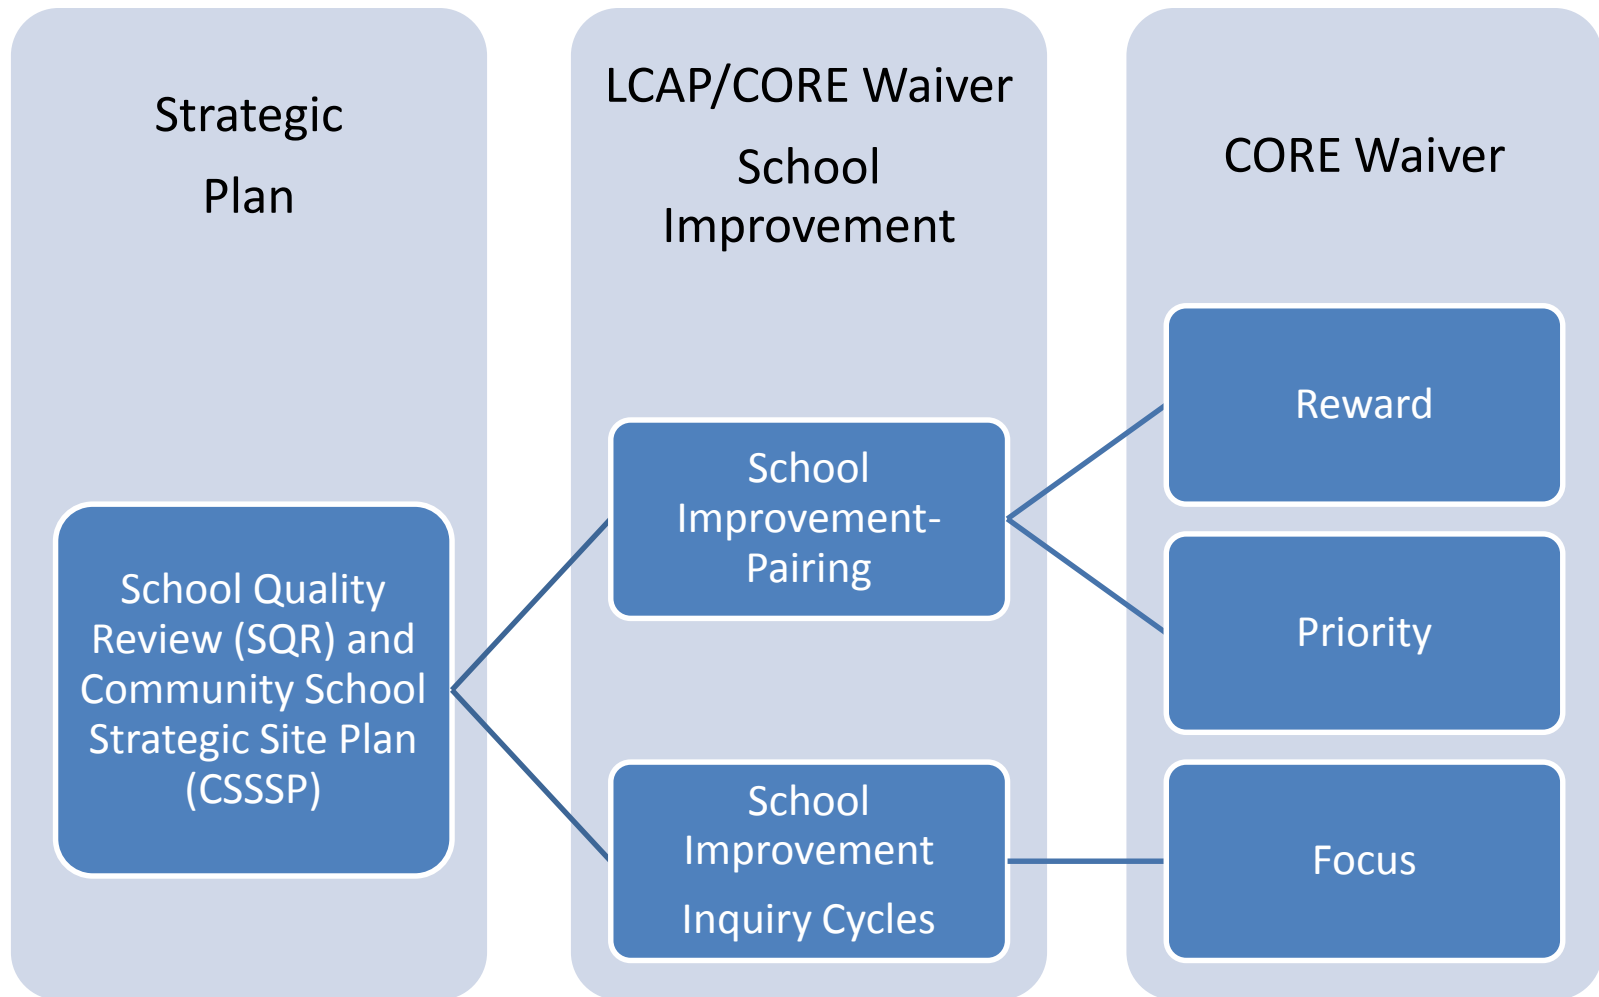 Strategic
Plan
School Quality
Review (SQR) and
Community School
Strategic Site Plan
(CSSSP)
LCAP/CORE Waiver
School
Improvement
School
Improvement-
Pairing
School
Improvement
Inquiry Cycles
CORE Waiver
Reward
Priority
Focus